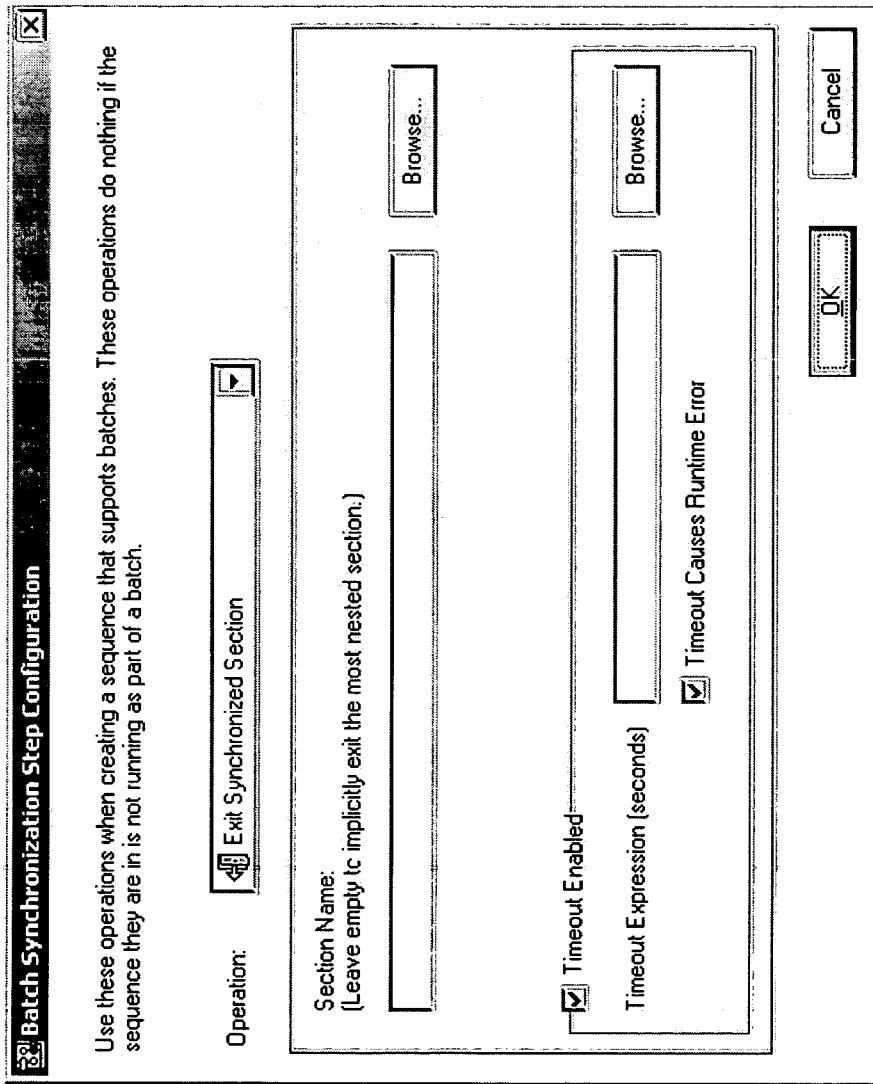 Batch Synchronization Step Configuration
Use these operations when creating a sequence that supports batches. These operations do nothing if the
sequence they are in is not running as part of a batch.
Operation:
Exit Synchronized Section
Section Name:
(Leave empty tc implicitly exit the most nested section.)
Browse...
Timeout Enabled
Timeout Expression (seconds)
Browse...
Timeout Causes Runtime Error
OK
Cancel